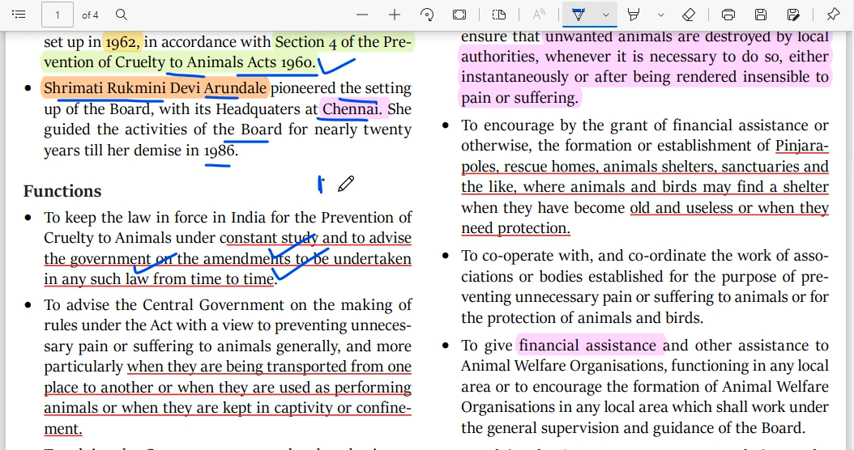 1 of 4
set up in 1962, in accordance with Section 4 of the Pre-
vention of Cruelty to Animals Acts 1960.
• Shrimati Rukmini Devi Arundale pioneered the setting
up of the Board, with its Headquaters at Chennai. She
guided the activities of the Board for nearly twenty
years till her demise in 1986.
Functions
• To keep the law in force in India for the Prevention of
Cruelty to Animals under constant study and to advise
the government on the amendments to be undertaken
in any such law from time to time.
• To advise the Central Government on the making of
rules under the Act with a view to preventing unneces-
sary pain or suffering to animals generally, and more
particularly when they are being transported from one
place to another or when they are used as performing
animals or when they are kept in captivity or confine-
ment.
ensure that unwanted animals are destroyed by local
authorities, whenever it is necessary to do so, either
instantaneously or after being rendered insensible to
pain or suffering.
• To encourage by the grant of financial assistance or
otherwise, the formation or establishment of Pinjara-
poles, rescue homes, animals shelters, sanctuaries and
the like, where animals and birds may find a shelter
when they have become old and useless or when they
need protection.
• To co-operate with, and co-ordinate the work of asso-
ciations or bodies established for the purpose of pre-
venting unnecessary pain or suffering to animals or for
the protection of animals and birds.
• To give financial assistance and other assistance to
Animal Welfare Organisations, functioning in any local
area or to encourage the formation of Animal Welfare
Organisations in any local area which shall work under
the general supervision and guidance of the Board.